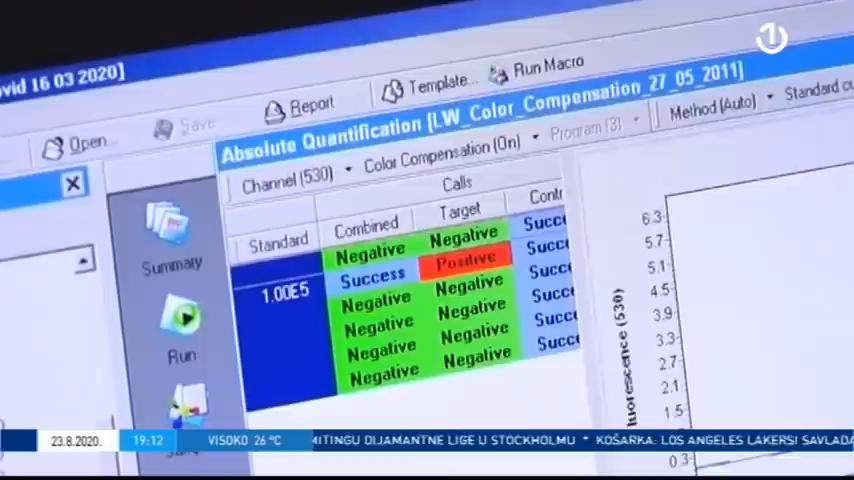 vid 16 03 2020]
1
Template...
Run Macro
Report
Save
Open...
Absolute Quantification [LW_Color_Compensation_27_05_2011]
Channel (530)
Color Compensation (On)
Program (3)
Method (Auto)
Standard cu
Calls
Standard
Combined
Target
Contr
Negative Negative Succe
Success Positive Succe
1.00E5 Negative Negative Succe
Negative Negative Succe
Negative Negative Succe
Negative Negative Succe
Summary
Run
6.3
5.7
5.1
4.5
3.9
3.3
2.7
2.1
1.5
0.3
uorescence (530)
23.8.2020. 19:12 VISOKO 26 °C MITINGU DIJAMANTNE LIGE U STOCKHOLMU * KOŠARKA: LOS ANGELES LAKERSI SAVLADA